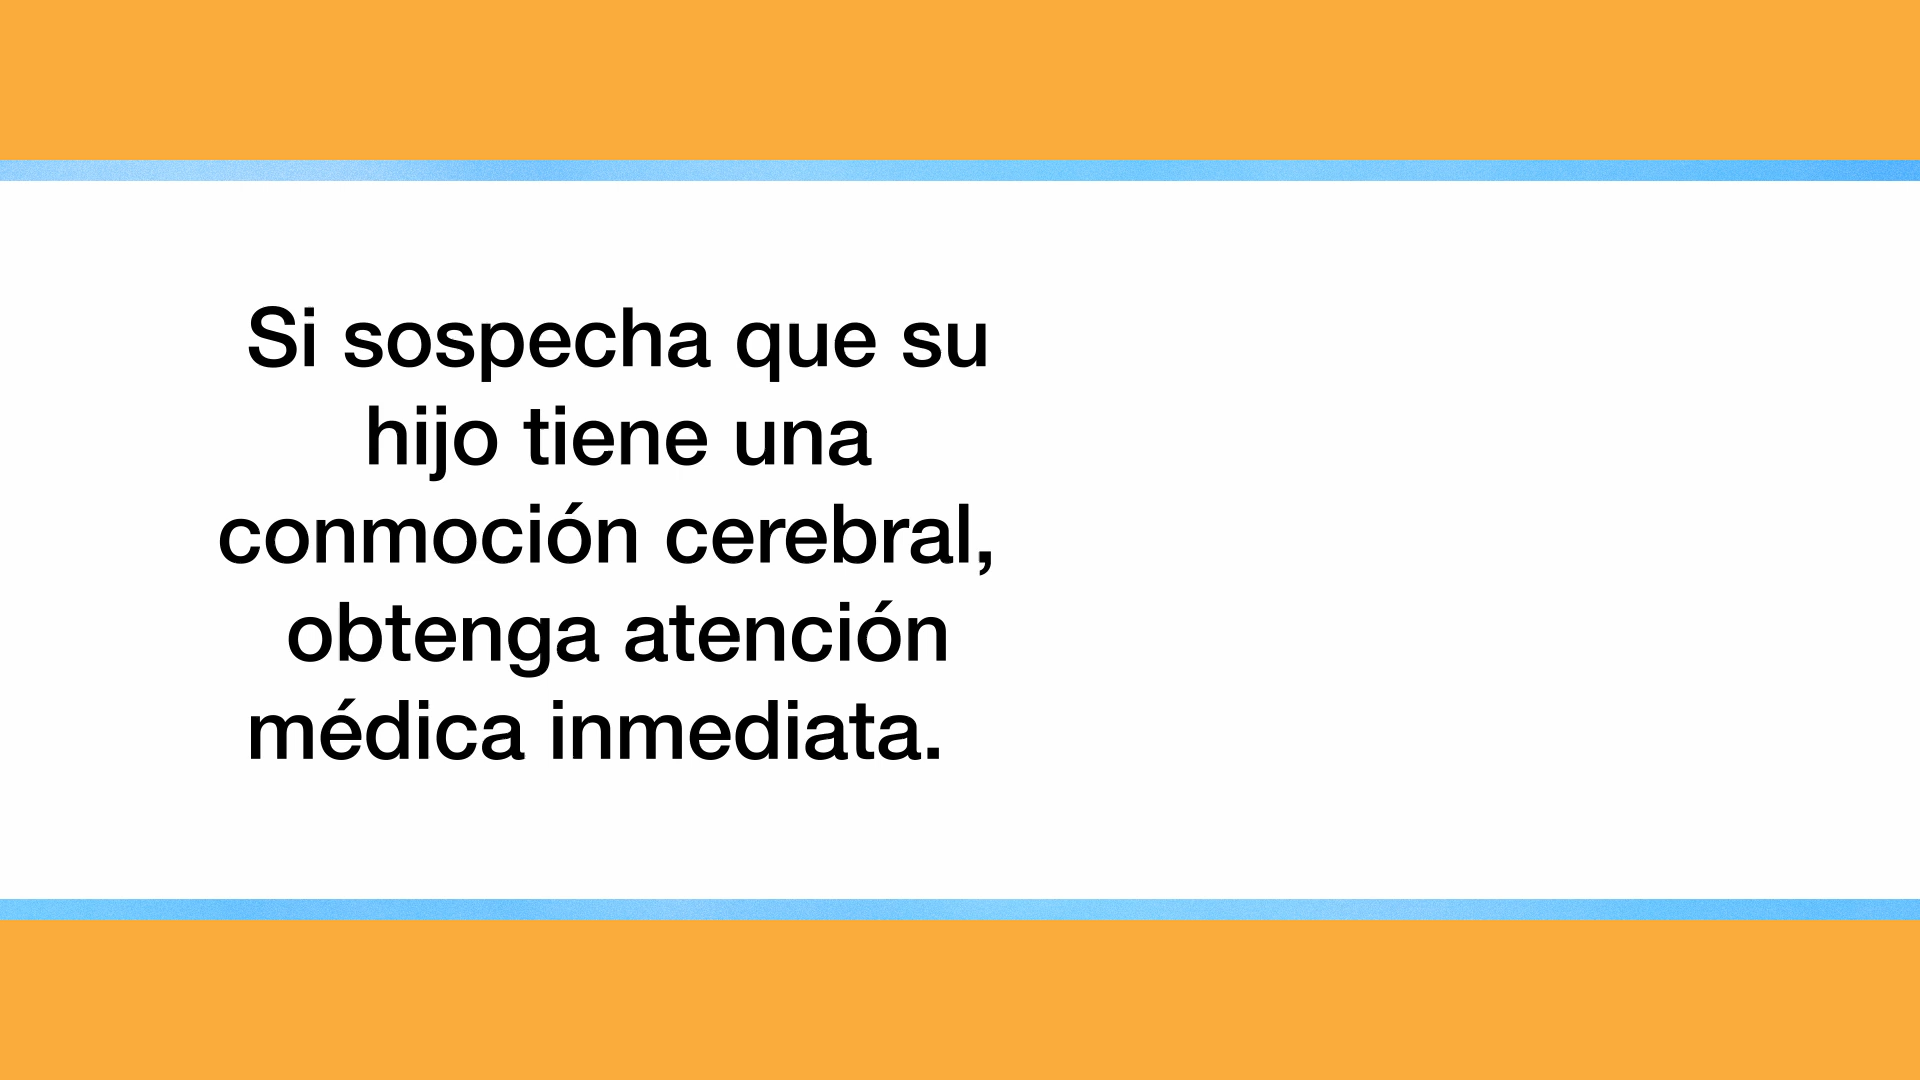 Si sospecha que su
hijo tiene una
conmoción cerebral,
obtenga atención
médica inmediata.